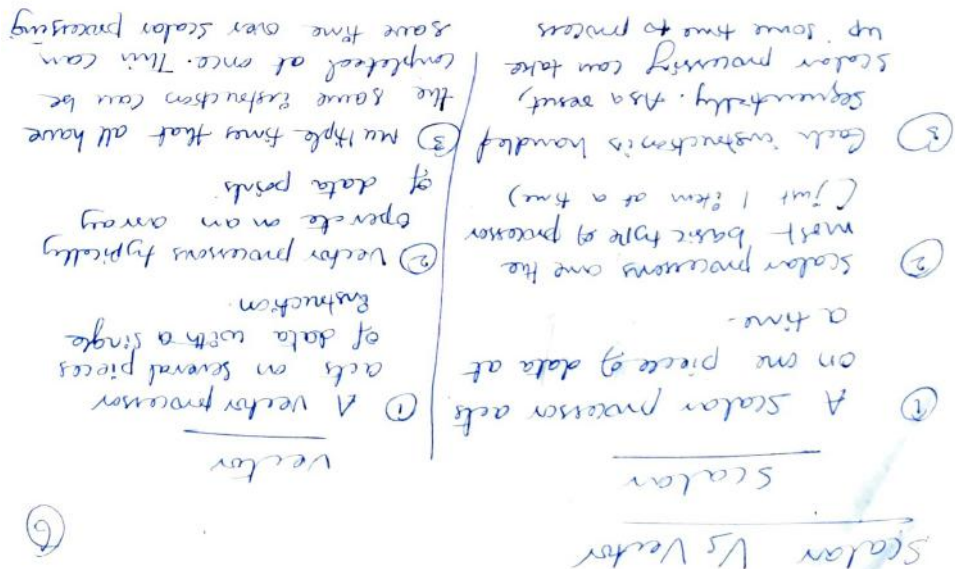 Scalar Vs Vector
6
Scalar
① A Scalar processor acts
on one piece of data at
a time.
② Scalar processors are the
most basic type of processor
(just 1 item at a time)
③ Each instruction is handled
sequentially. As a result,
scalar processing can take
up some time to process
Vector
① A vector processor
acts on several pieces
of data with a single
instruction.
② Vector processors typically
operate on an array
of data points
③ Multiple times that all have
the same instruction can be
completed at once. This can
save time over scalar processing